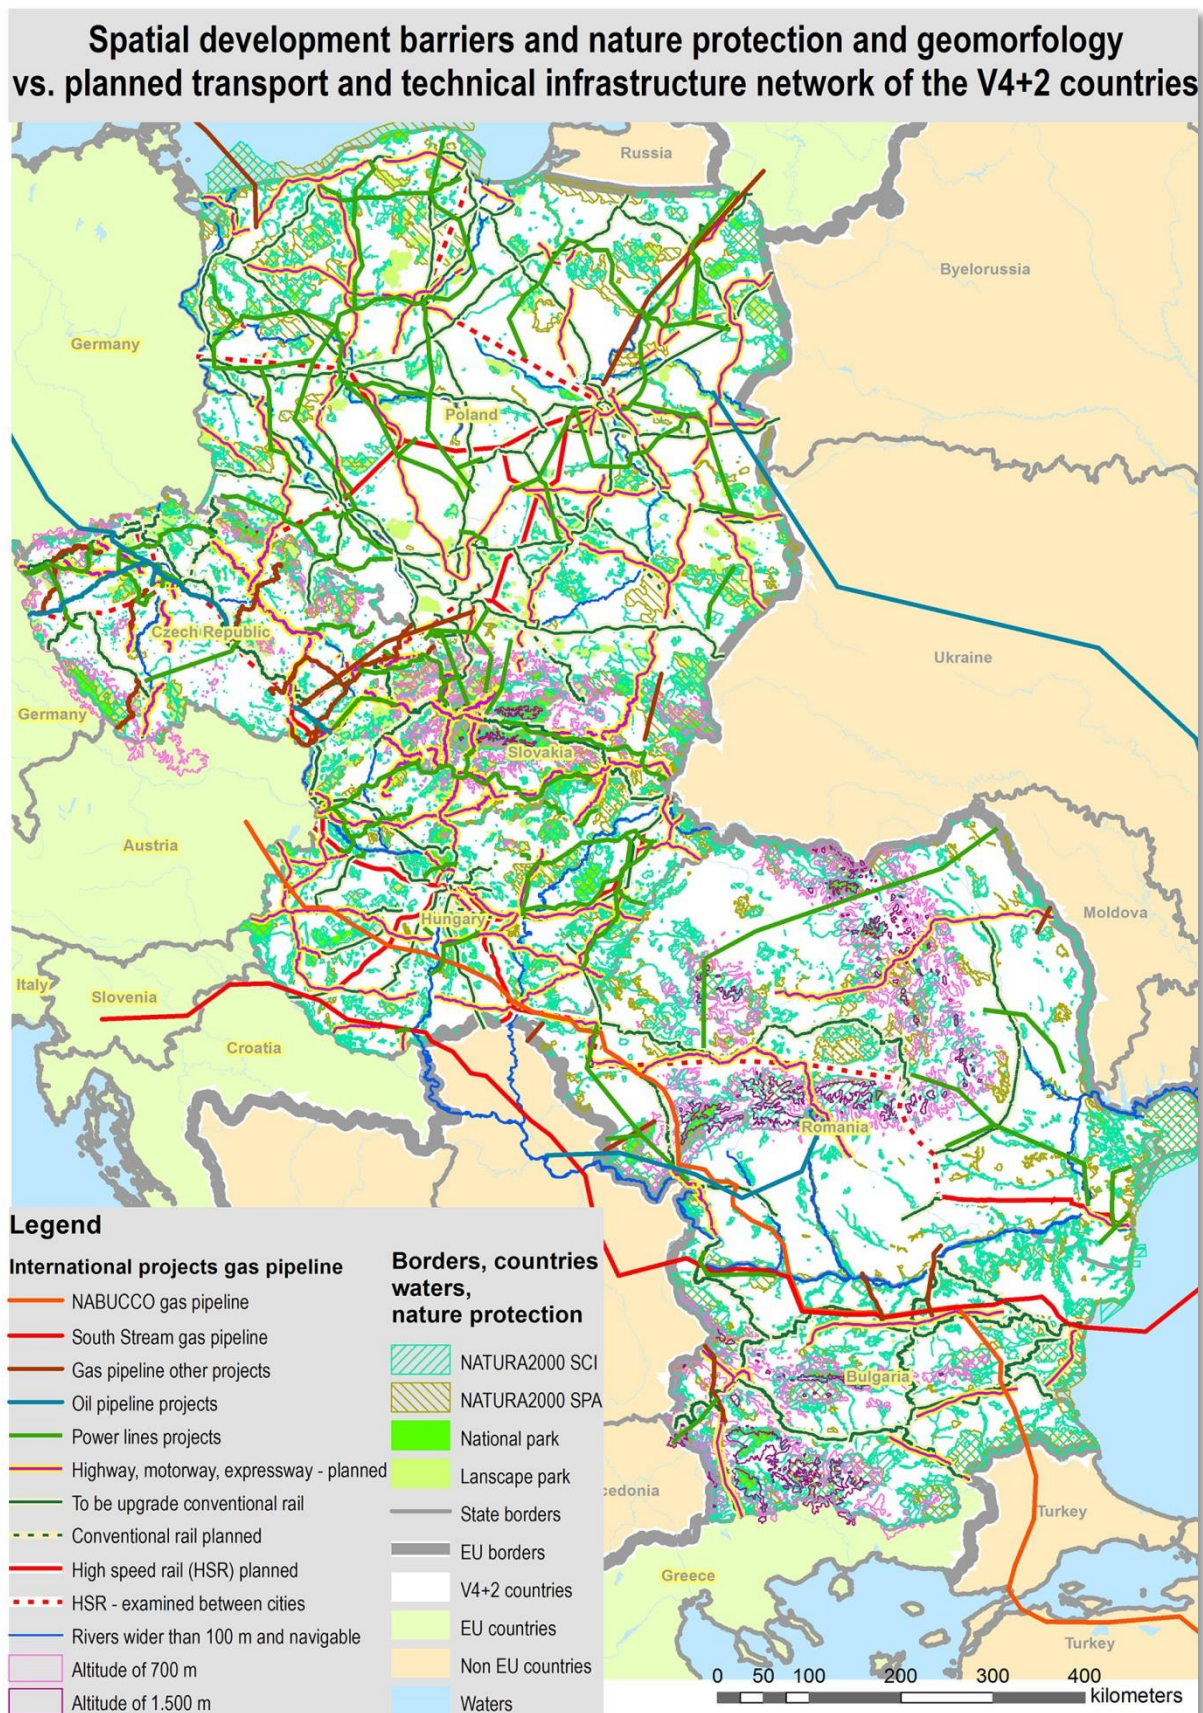 Spatial development barriers and nature protection and geomorfology
vs. planned transport and technical infrastructure network of the V4+2 countries
Russia
Byelorussia
Germany
Poland
Czech Republic
Ukraine
Germany
Slovakia
Austria
Moldova
Hungary
Italy
Slovenia
Croatia
Romania
Bulgaria
cedonia
Turkey
Greece
Turkey
Legend
International projects gas pipeline
NABUCCO gas pipeline
South Stream gas pipeline
Gas pipeline other projects
Oil pipeline projects
Power lines projects
Highway, motorway, expressway - planned
To be upgrade conventional rail
Conventional rail planned
High speed rail (HSR) planned
HSR - examined between cities
Rivers wider than 100 m and navigable
Altitude of 700 m
Altitude of 1.500 m
Borders, countries
waters,
nature protection
NATURA2000 SCI
NATURA2000 SPA
National park
Lanscape park
State borders
EU borders
V4+2 countries
EU countries
Non EU countries
Waters
0 50 100 200 300 400
kilometers